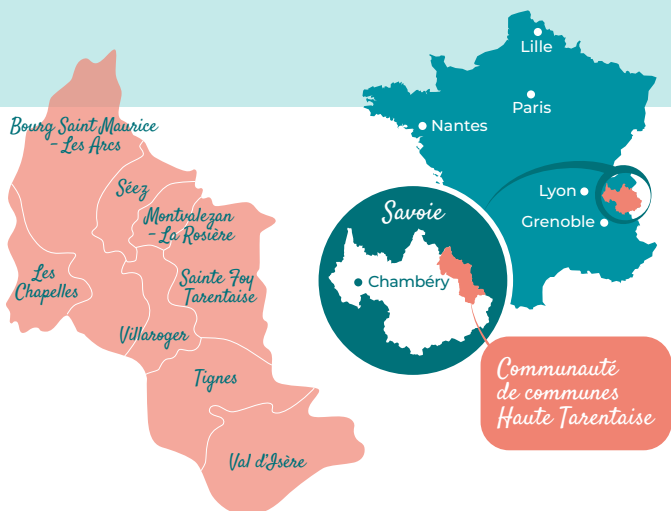 Bourg Saint Maurice
- Les Arcs
Séez
Montvalezan
- La Rosière
Les
Chapelles
Sainte Foy
Tarentaise
Villaroger
Tignes
Val d'Isère
Lille
Paris
Nantes
Lyon
Grenoble
Savoie
Chambéry
Communauté
de communes
Haute Tarentaise